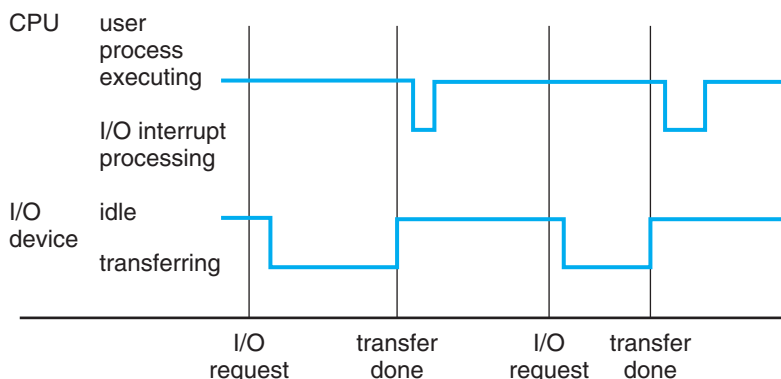 CPU
user
process
executing
I/O interrupt
processing
I/O
device
idle
transferring
I/O
request
transfer
done
I/O
request
transfer
done